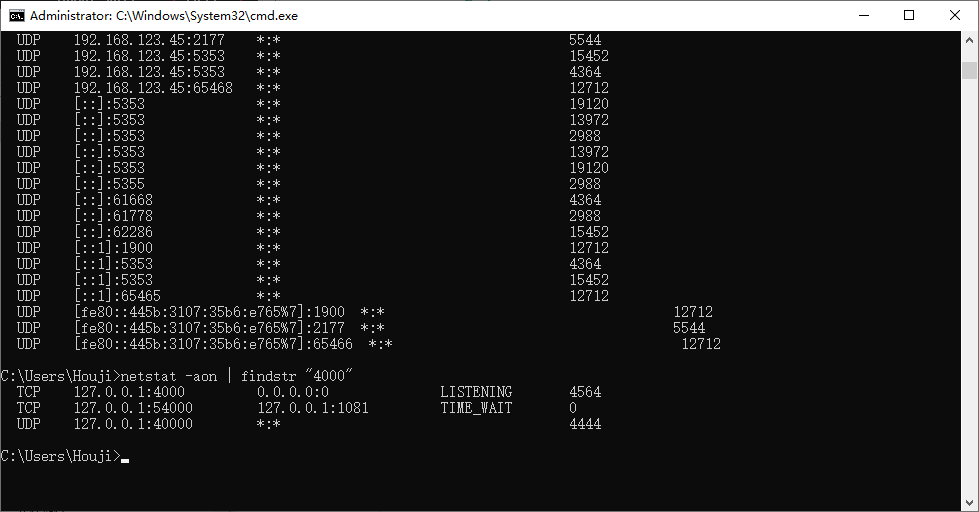 Administrator: C:\Windows\System32\cmd.exe
UDP 192.168.123.45:2177 *:* 5544
UDP 192.168.123.45:5353 *:* 15452
UDP 192.168.123.45:5353 *:* 4364
UDP 192.168.123.45:65468 *:* 12712
UDP [::]:5353 *:* 19120
UDP [::]:5353 *:* 13972
UDP [::]:5353 *:* 2988
UDP [::]:5353 *:* 13972
UDP [::]:5353 *:* 19120
UDP [::]:5355 *:* 2988
UDP [::]:61668 *:* 4364
UDP [::]:61778 *:* 2988
UDP [::]:62286 *:* 15452
UDP [::1]:1900 *:* 12712
UDP [::1]:5353 *:* 4364
UDP [::1]:5353 *:* 15452
UDP [::1]:65465 *:* 12712
UDP [fe80::445b:3107:35b6:e765%7]:1900 *:* 12712
UDP [fe80::445b:3107:35b6:e765%7]:2177 *:* 5544
UDP [fe80::445b:3107:35b6:e765%7]:65466 *:* 12712
C:\Users\Houji>netstat -aon | findstr "4000"
TCP 127.0.0.1:4000 0.0.0.0:0 LISTENING 4564
TCP 127.0.0.1:54000 127.0.0.1:1081 TIME_WAIT 0
UDP 127.0.0.1:40000 *:* 4444
C:\Users\Houji>